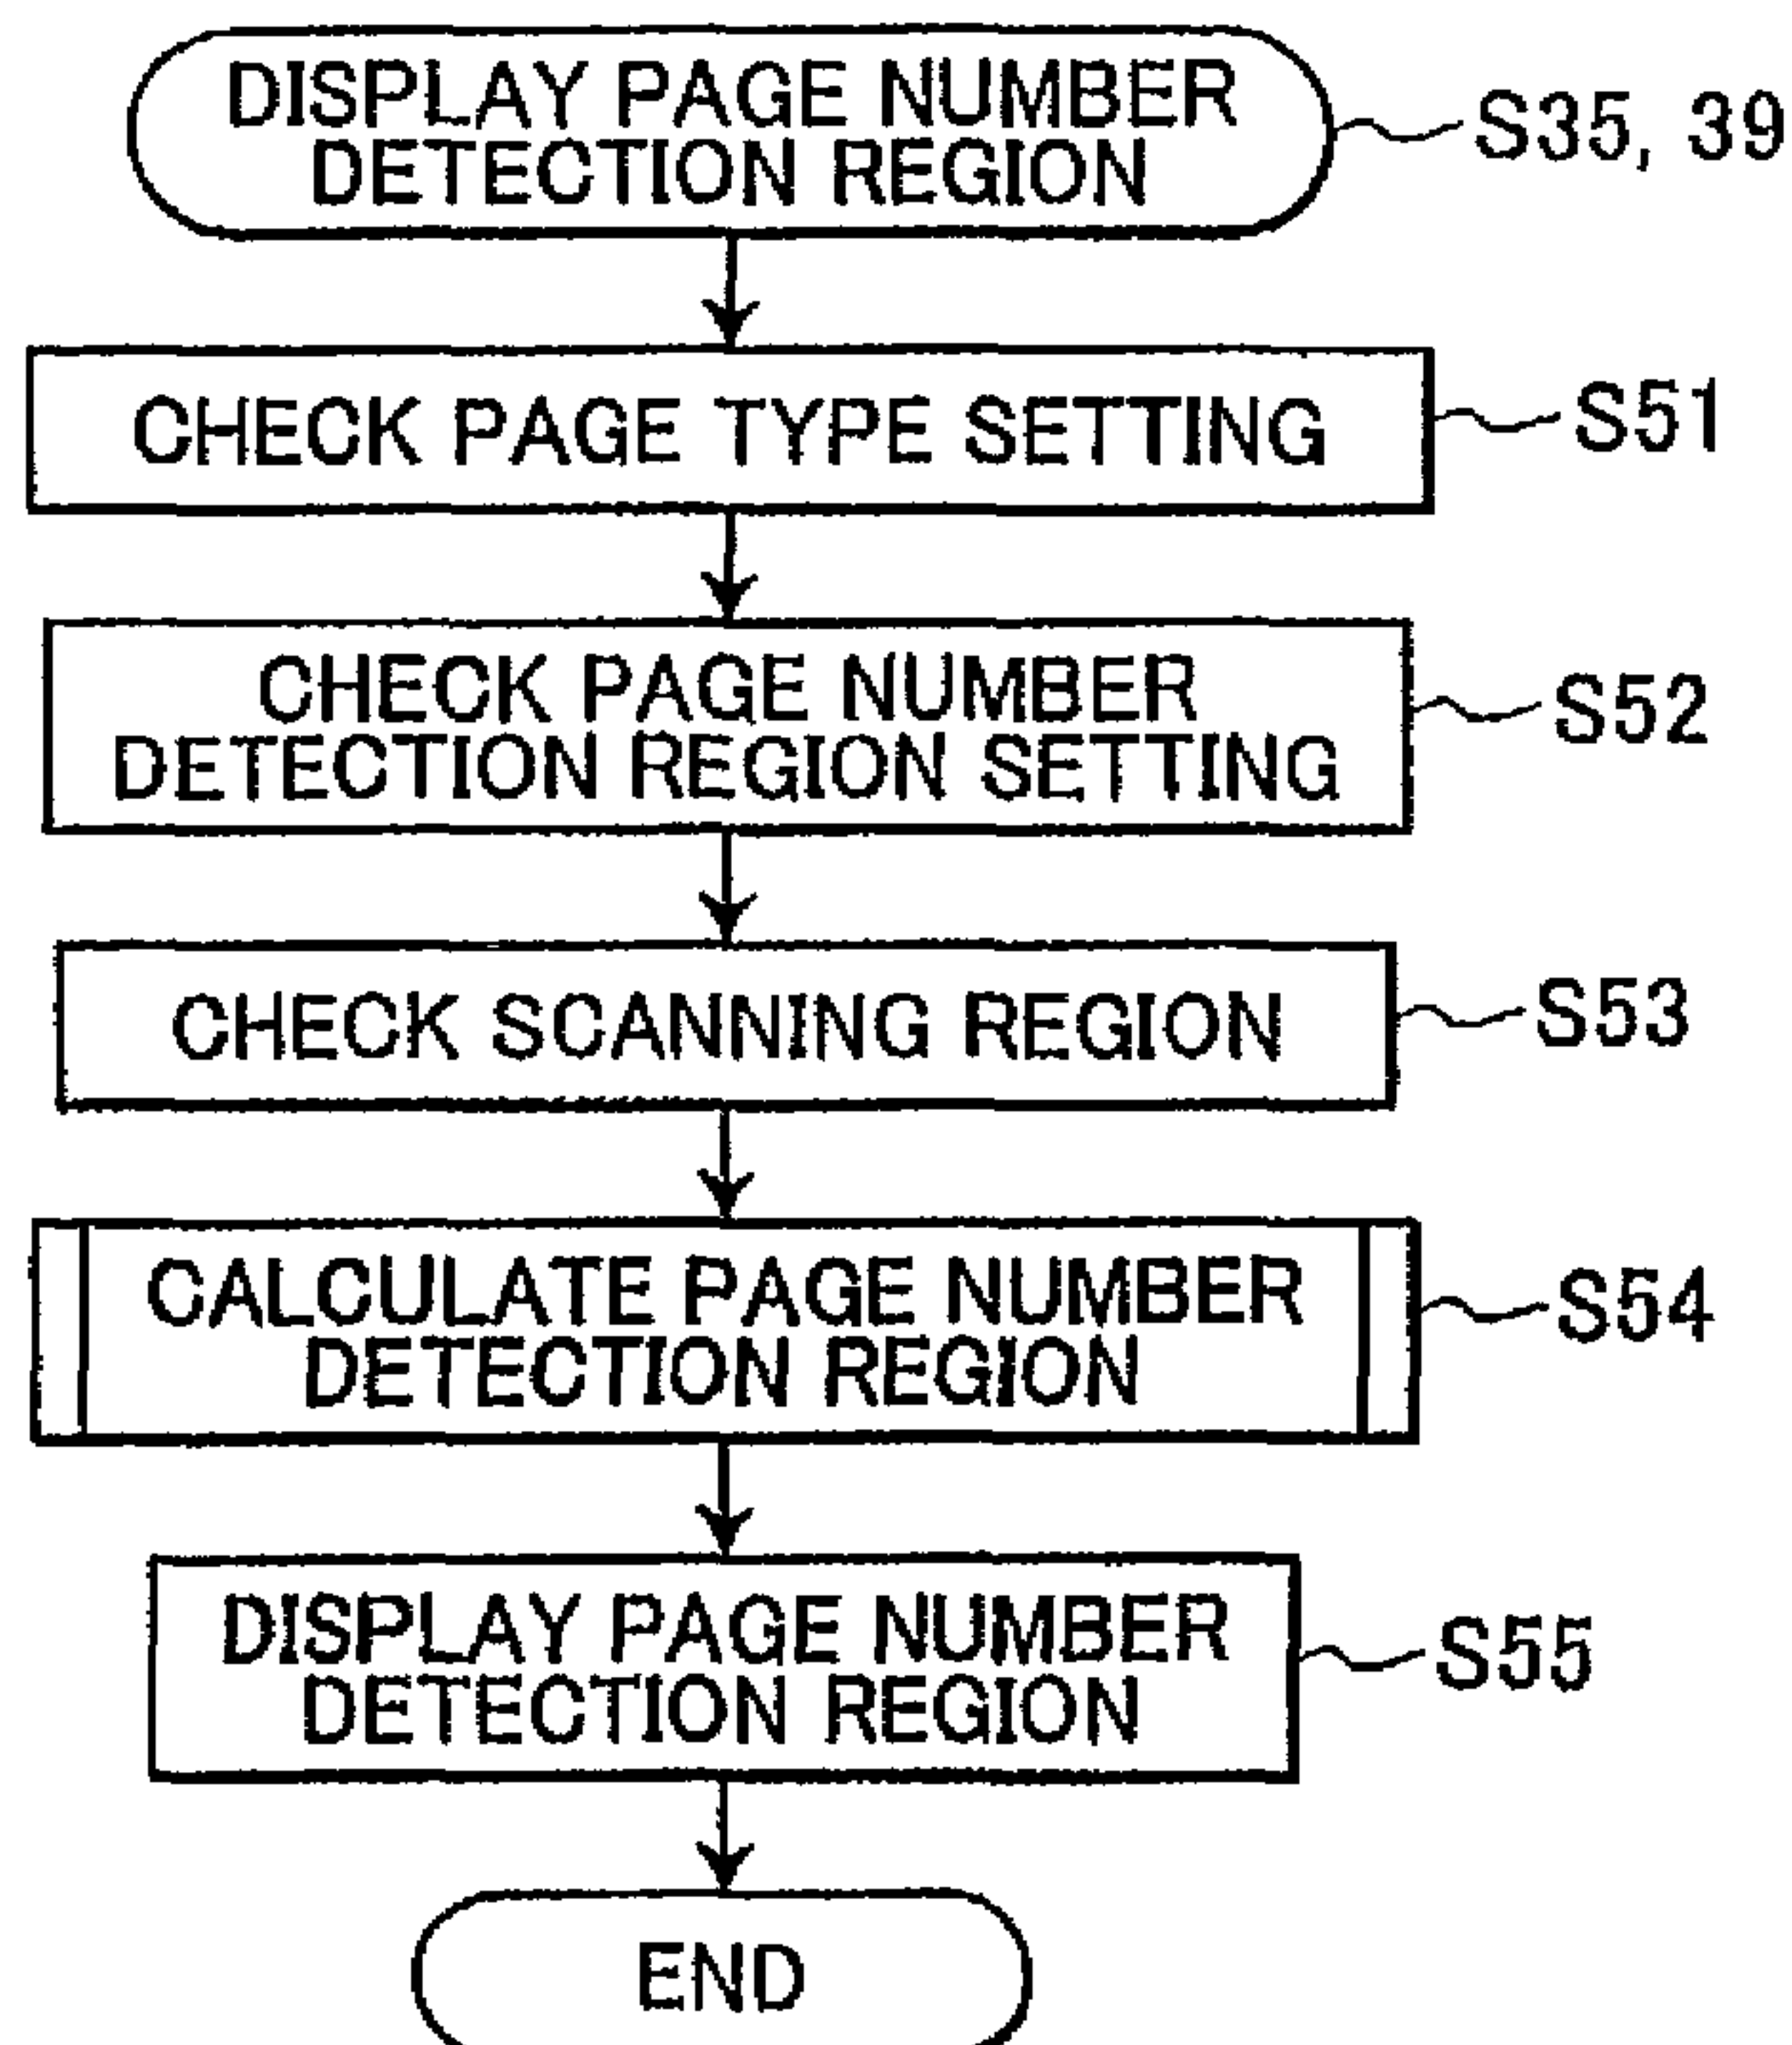 DISPLAY PAGE NUMBER
DETECTION REGION
S35, 39
CHECK PAGE TYPE SETTING
S51
CHECK PAGE NUMBER
DETECTION REGION SETTING
S52
CHECK SCANNING REGION
S53
CALCULATE PAGE NUMBER
DETECTION REGION
S54
DISPLAY PAGE NUMBER
DETECTION REGION
S55
END